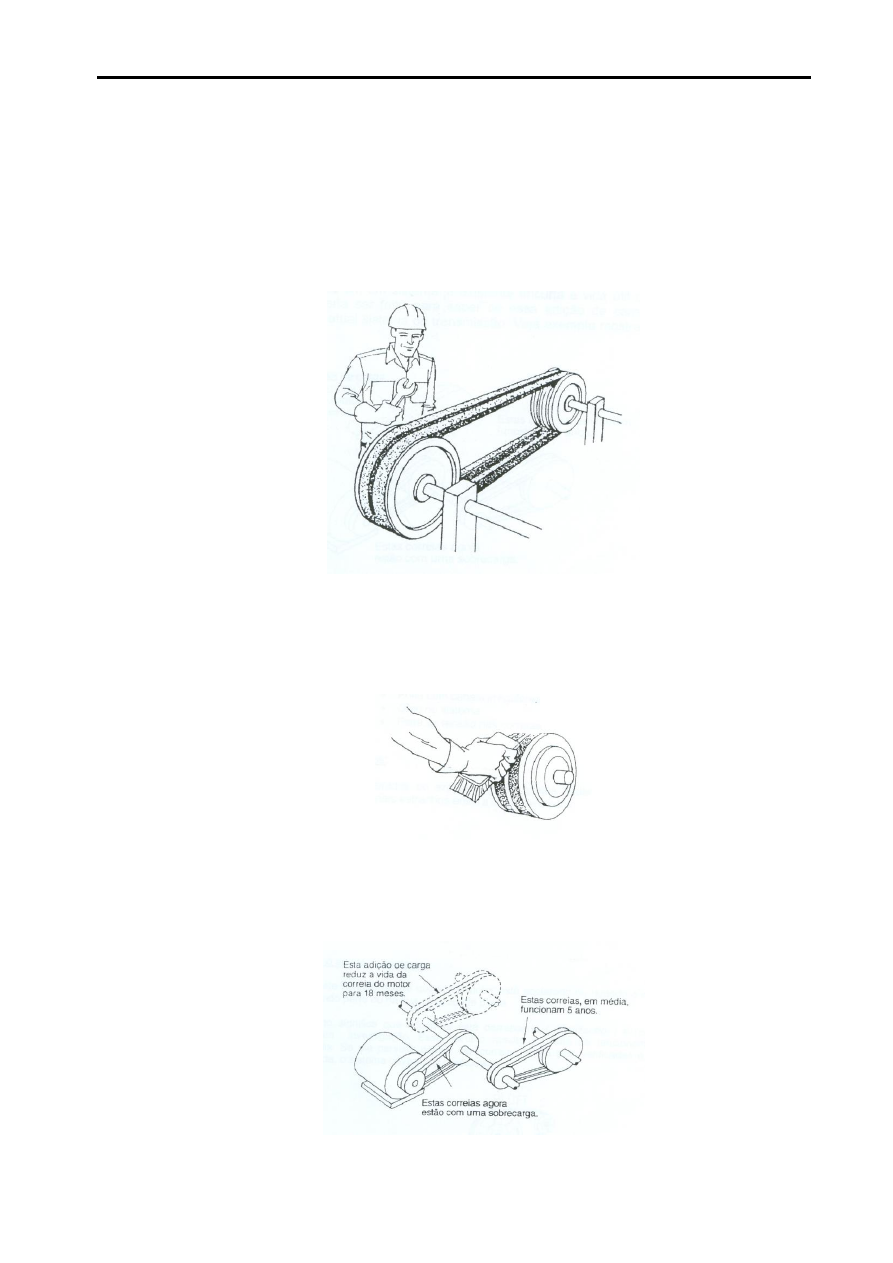 Esta adição de carga
reduz a vida da
correia do motor
para 18 meses.
Estas correias, em média,
funcionam 5 anos.
Estas correias agora
estão com uma sobrecarga.